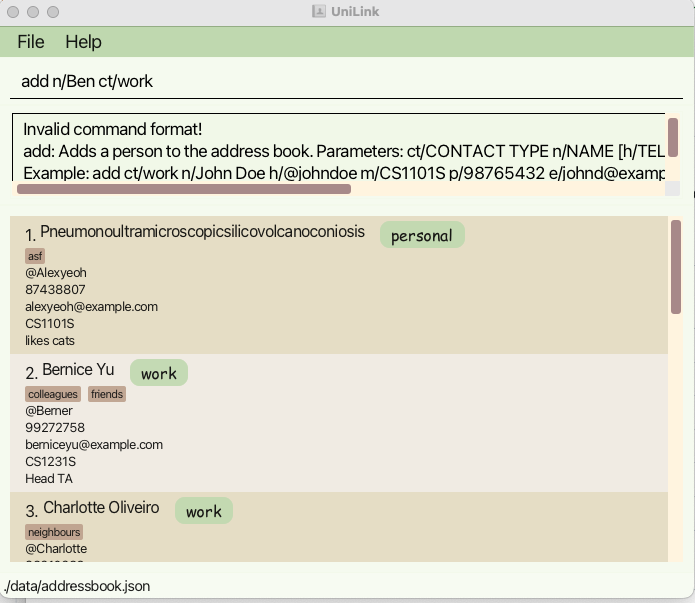 UniLink
File Help
add n/Ben ct/work
Invalid command format!
add: Adds a person to the address book. Parameters: ct/CONTACT TYPE n/NAME [h/TEL
Example: add ct/work n/John Doe h/@johndoe m/CS1101S p/98765432 e/johnd@examp
1. Pneumonoultramicroscopicsilicovolcanoconiosis personal
asf
@Alexyeoh
87438807
alexyeoh@example.com
CS1101S
likes cats
2. Bernice Yu work
colleagues friends
@Berner
99272758
berniceyu@example.com
CS1231S
Head TA
3. Charlotte Oliveiro work
neighbours
@Charlotte
./data/addressbook.json